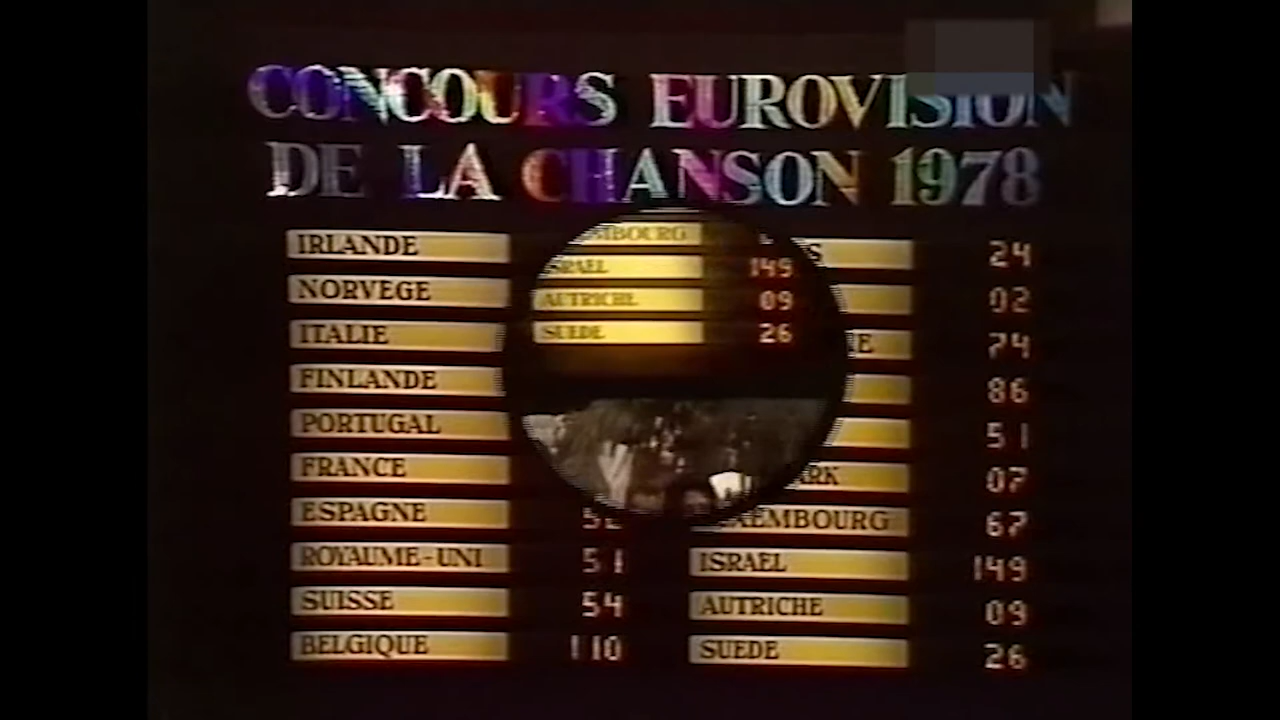 CONCOURS EUROVISION
DE LA CHANSON 1978
IRLANDE
NORVEGE
ITALIE
FINLANDE
PORTUGAL
FRANCE
ESPAGNE
ROYAUME-UNI 51
SUISSE 54
BELGIQUE 110
149
AUTRICHE 09
SUEDE 26
24
02
74
86
51
07
67
ISRAEL 149
AUTRICHE 09
SUEDE 26